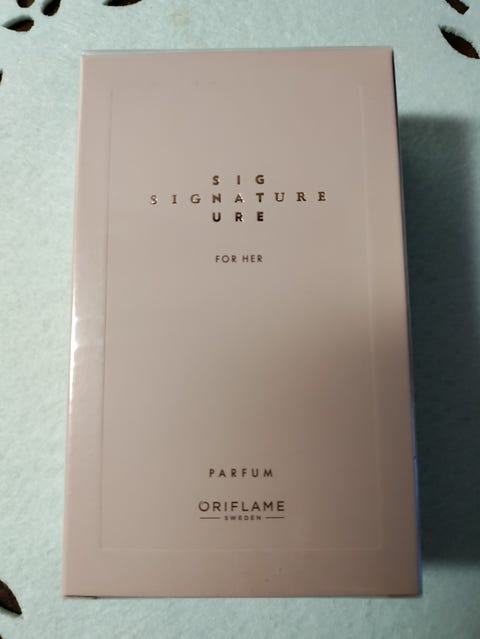 SIG
SIGNATURE
URE
FOR HER
PARFUM
ORIFLAME
SWEDEN